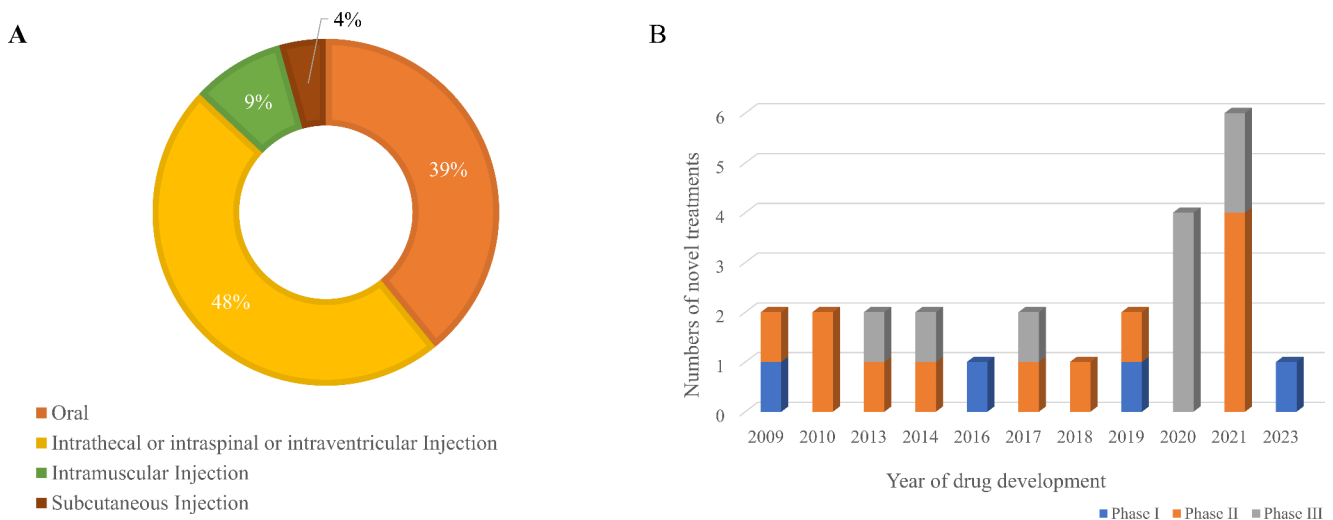 A
4%
9%
39%
48%
Oral
Intrathecal or intraspinal or intraventricular Injection
Intramuscular Injection
Subcutaneous Injection
B
Numbers of novel treatments
6
5
4
3
2
1
0
2009 2010 2013 2014 2016 2017 2018 2019 2020 2021 2023
Year of drug development
Phase I Phase II Phase III